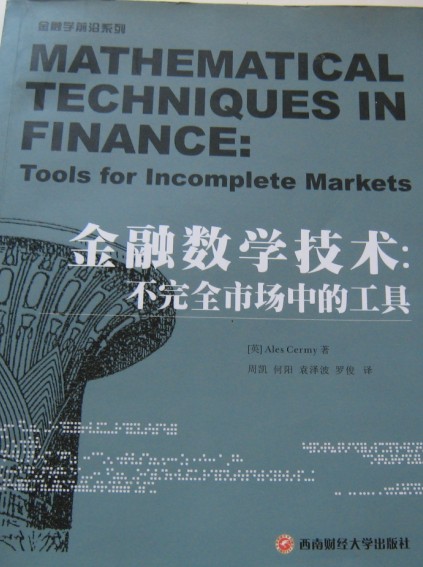 金融学前沿系列
MATHEMATICAL
TECHNIQUES IN
FINANCE:
Tools for Incomplete Markets
金融数学技术:
不完全市场中的工具
[英] Ales Cermy 著
周凯 何阳 袁泽波 罗俊 译
西南财经大学出版社